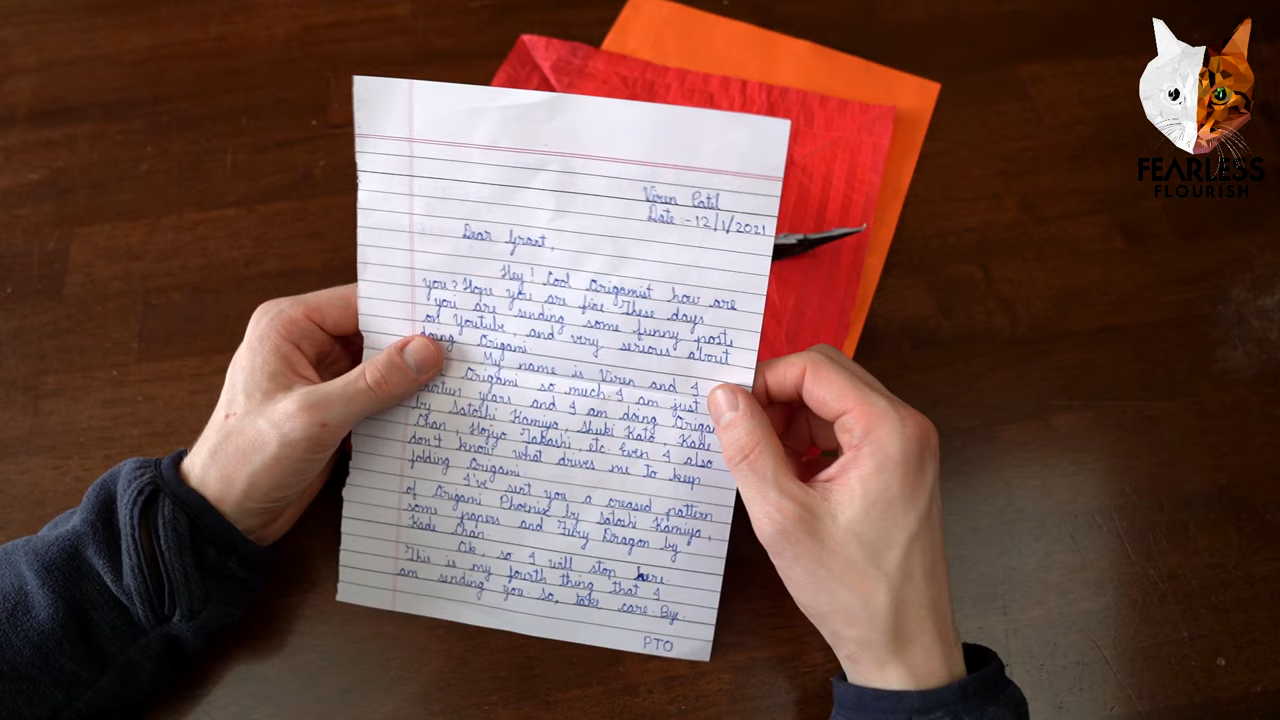 Viren Patil
Date:- 12/1/2021
Dear Grant,
Hey! Cool Origamist how are
you? Hope you are fine. These days
you are sending some funny posts
on Youtube and very serious about
doing Origami.
My name is Viren and I
Origami so much. I am just
years and I am doing Origa
by Satoshi Kamiya, Shuki Kato, Kade
Chan Hojyo Takashi, etc. Even I also
don't know what drives me to keep
folding Origami.
I've sent you a creased pattern
of Origami Phoenix by Satoshi Kamiya,
some papers and Fiery Dragon by
Kade Chan.
Ok, so I will stop here.
This is my fourth thing that I
am sending you. So, take care. Bye.
PTO
FEARLESS
FLOURISH